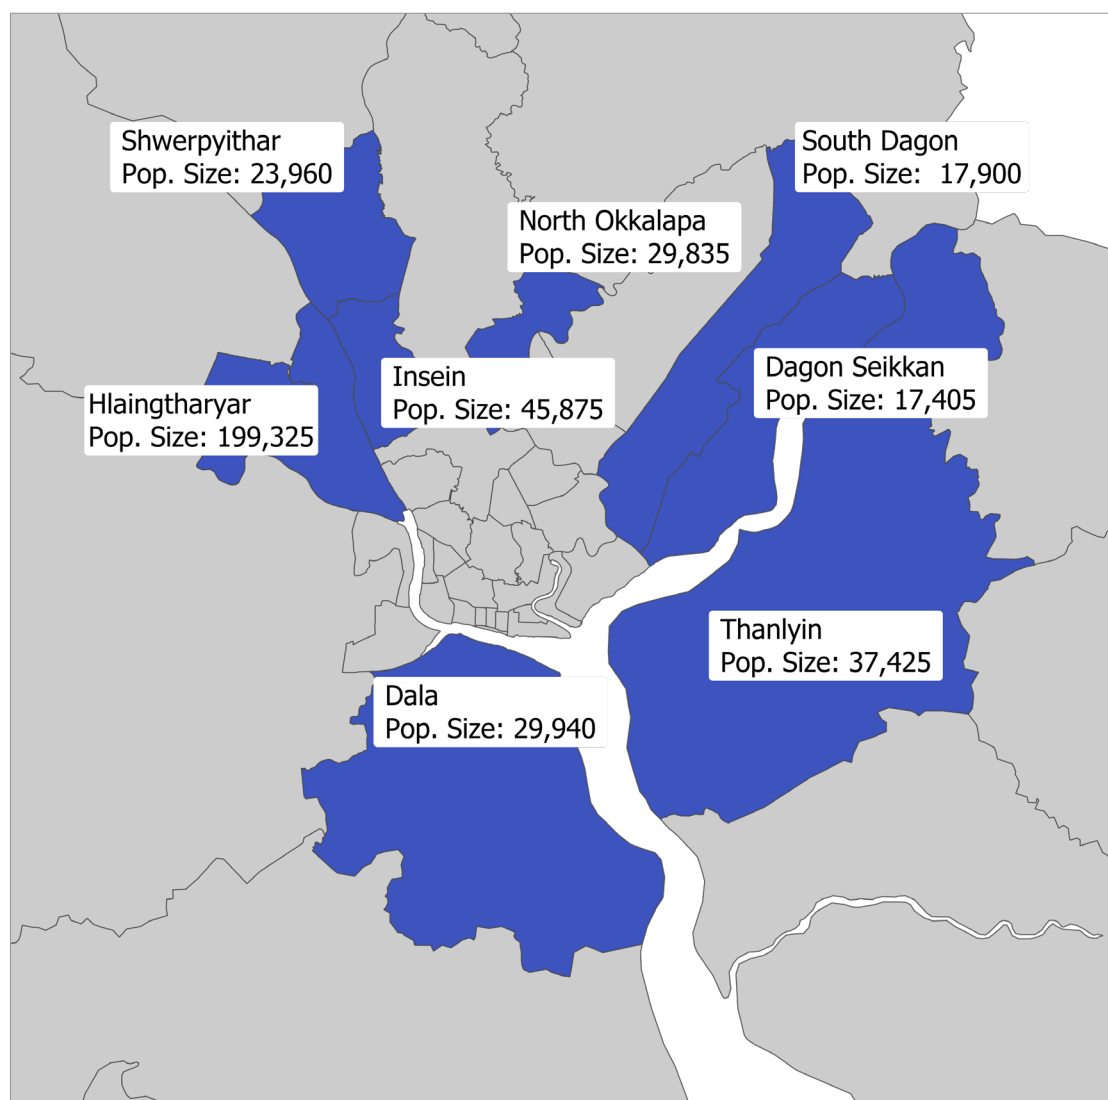 Shwerpyithar
Pop. Size: 23,960
South Dagon
Pop. Size:  17,900
North Okkalapa
Pop. Size: 29,835
Dagon Seikkan
Pop. Size: 17,405
Insein
Pop. Size: 45,875
Hlaingtharyar
Pop. Size: 199,325
Thanlyin
Pop. Size: 37,425
Dala
Pop. Size: 29,940